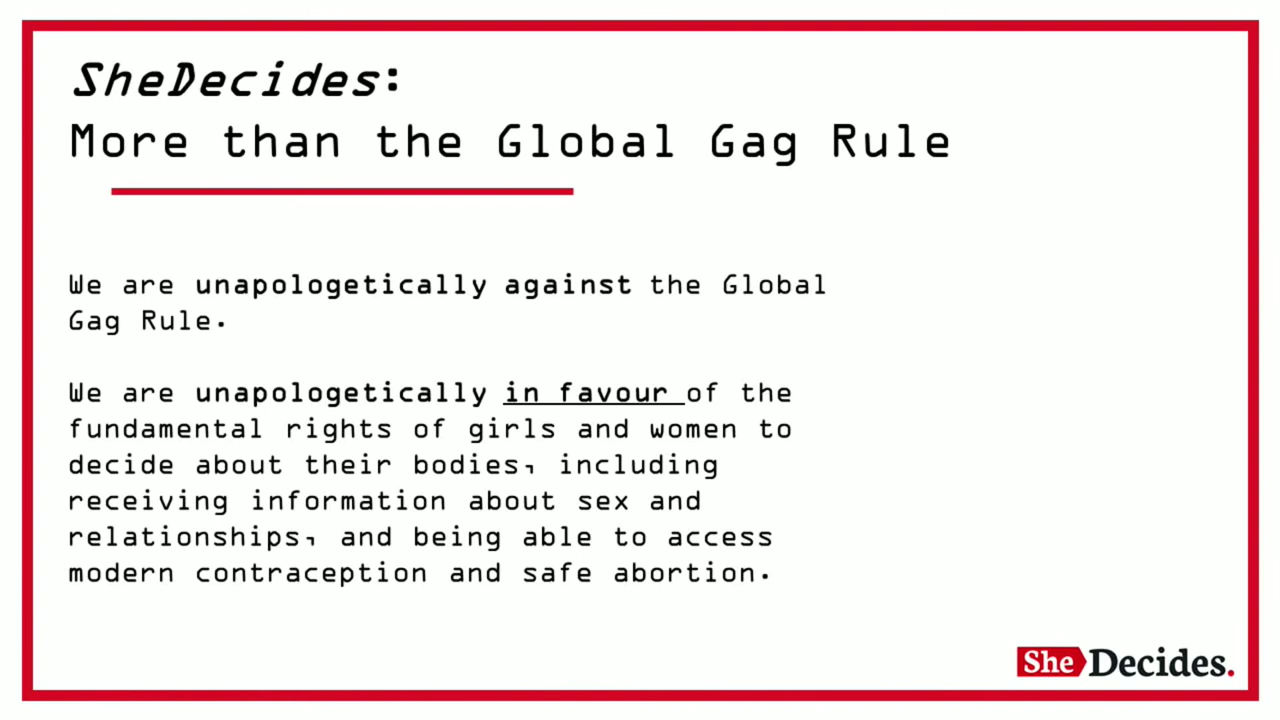 SheDecides:
More than the Global Gag Rule
We are unapologetically against the Global
Gag Rule.
We are unapologetically in favour of the
fundamental rights of girls and women to
decide about their bodies, including
receiving information about sex and
relationships, and being able to access
modern contraception and safe abortion.
She Decides.